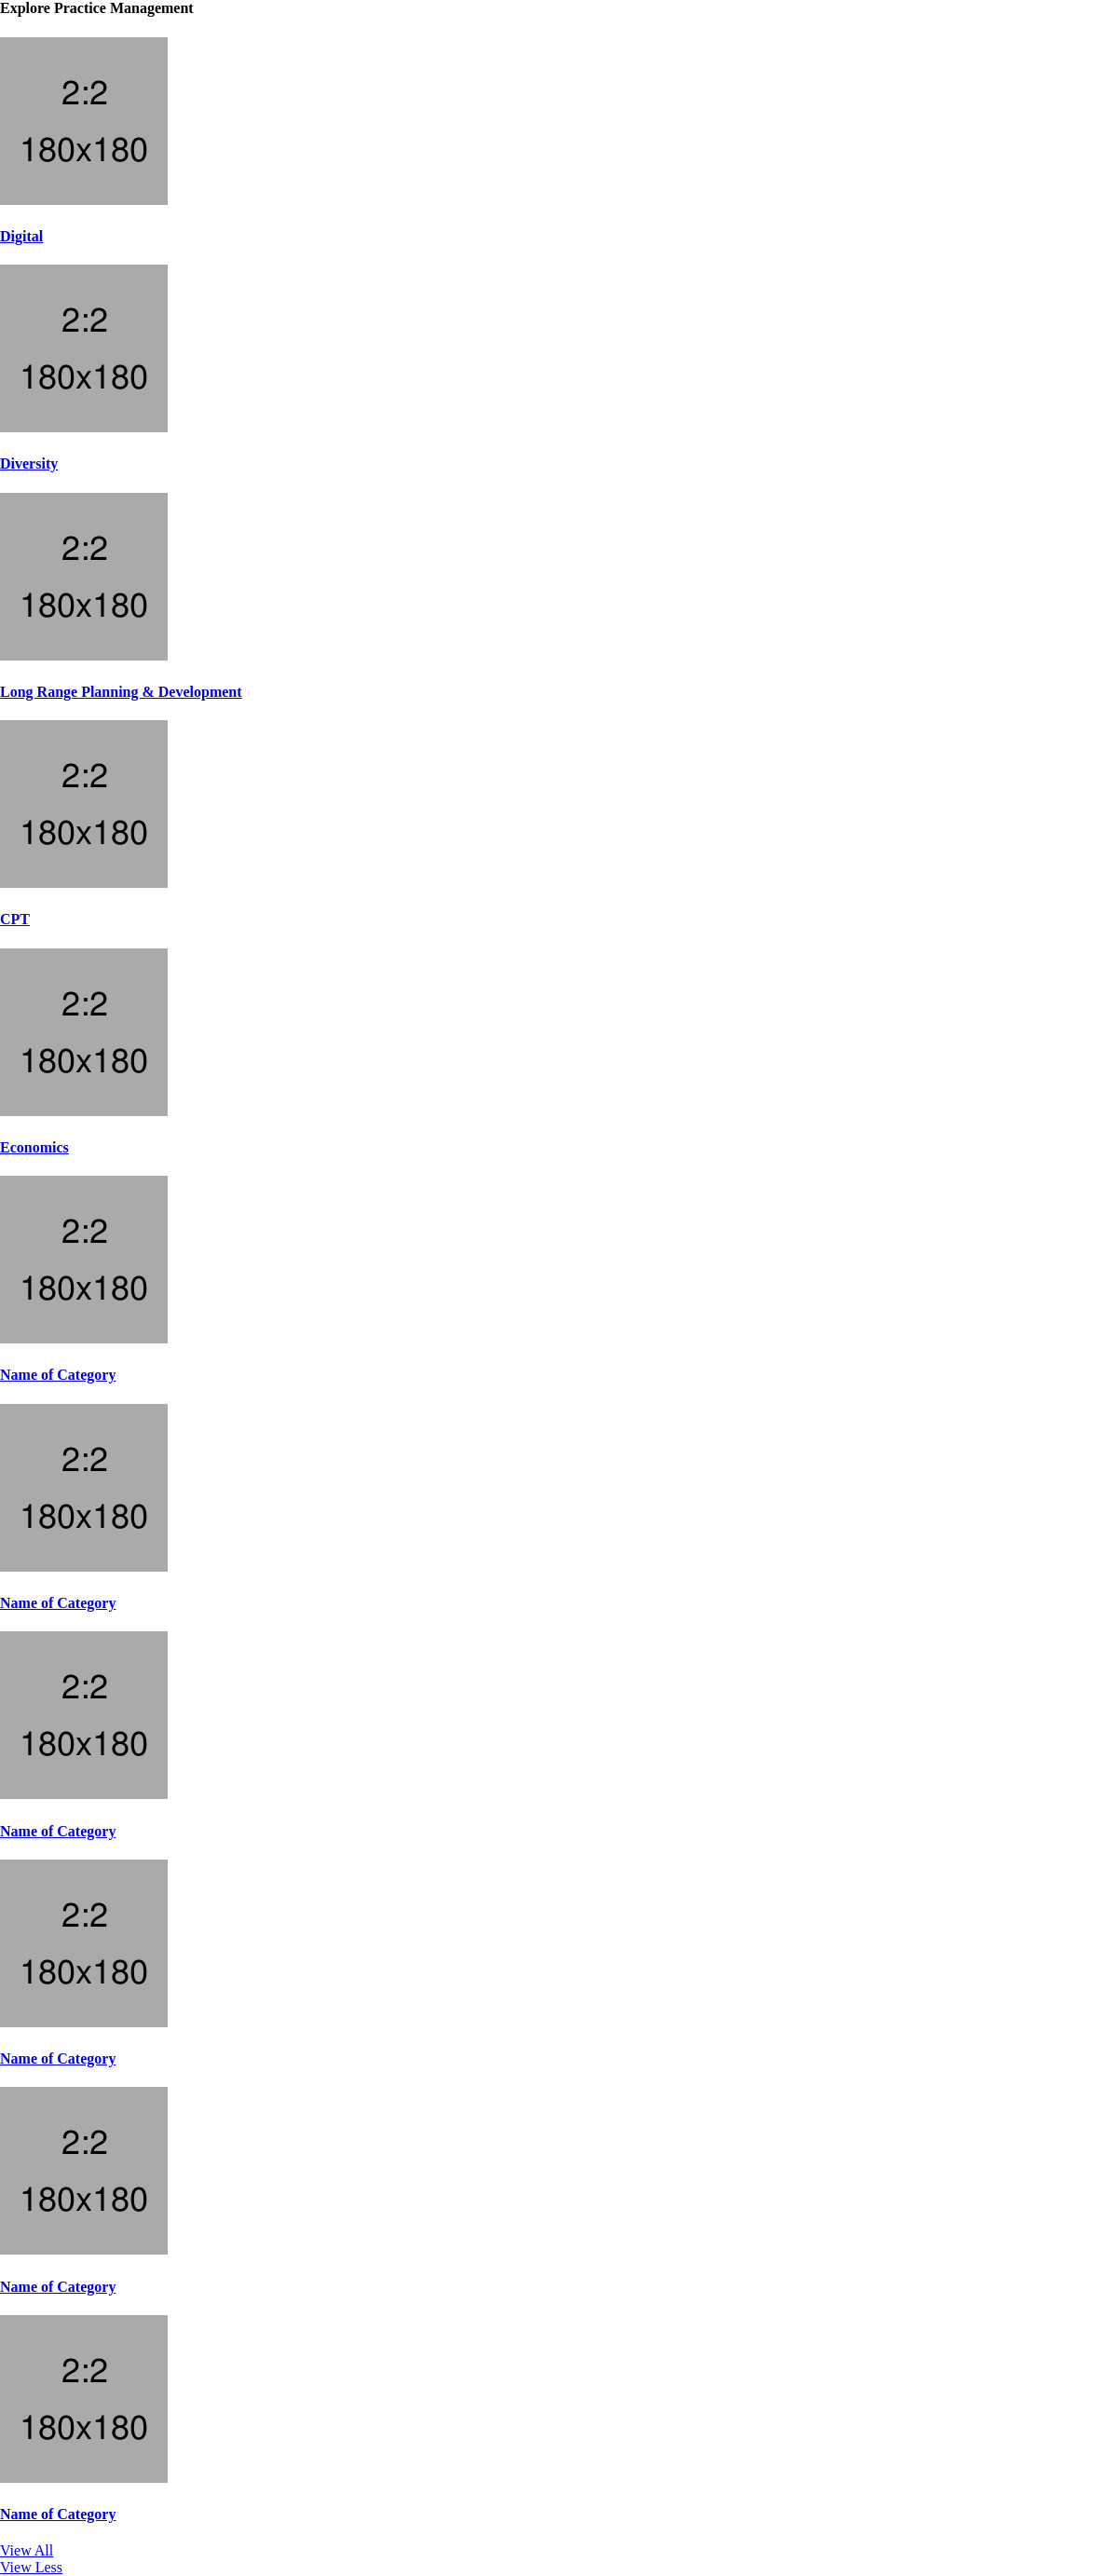 Explore Practice Management
2:2
180x180
Digital
2:2
180x180
Diversity
2:2
180x180
Long Range Planning & Development
2:2
180x180
CPT
2:2
180x180
Economics
2:2
180x180
Name of Category
2:2
180x180
Name of Category
2:2
180x180
Name of Category
2:2
180x180
Name of Category
2:2
180x180
Name of Category
2:2
180x180
Name of Category
View All
View Less